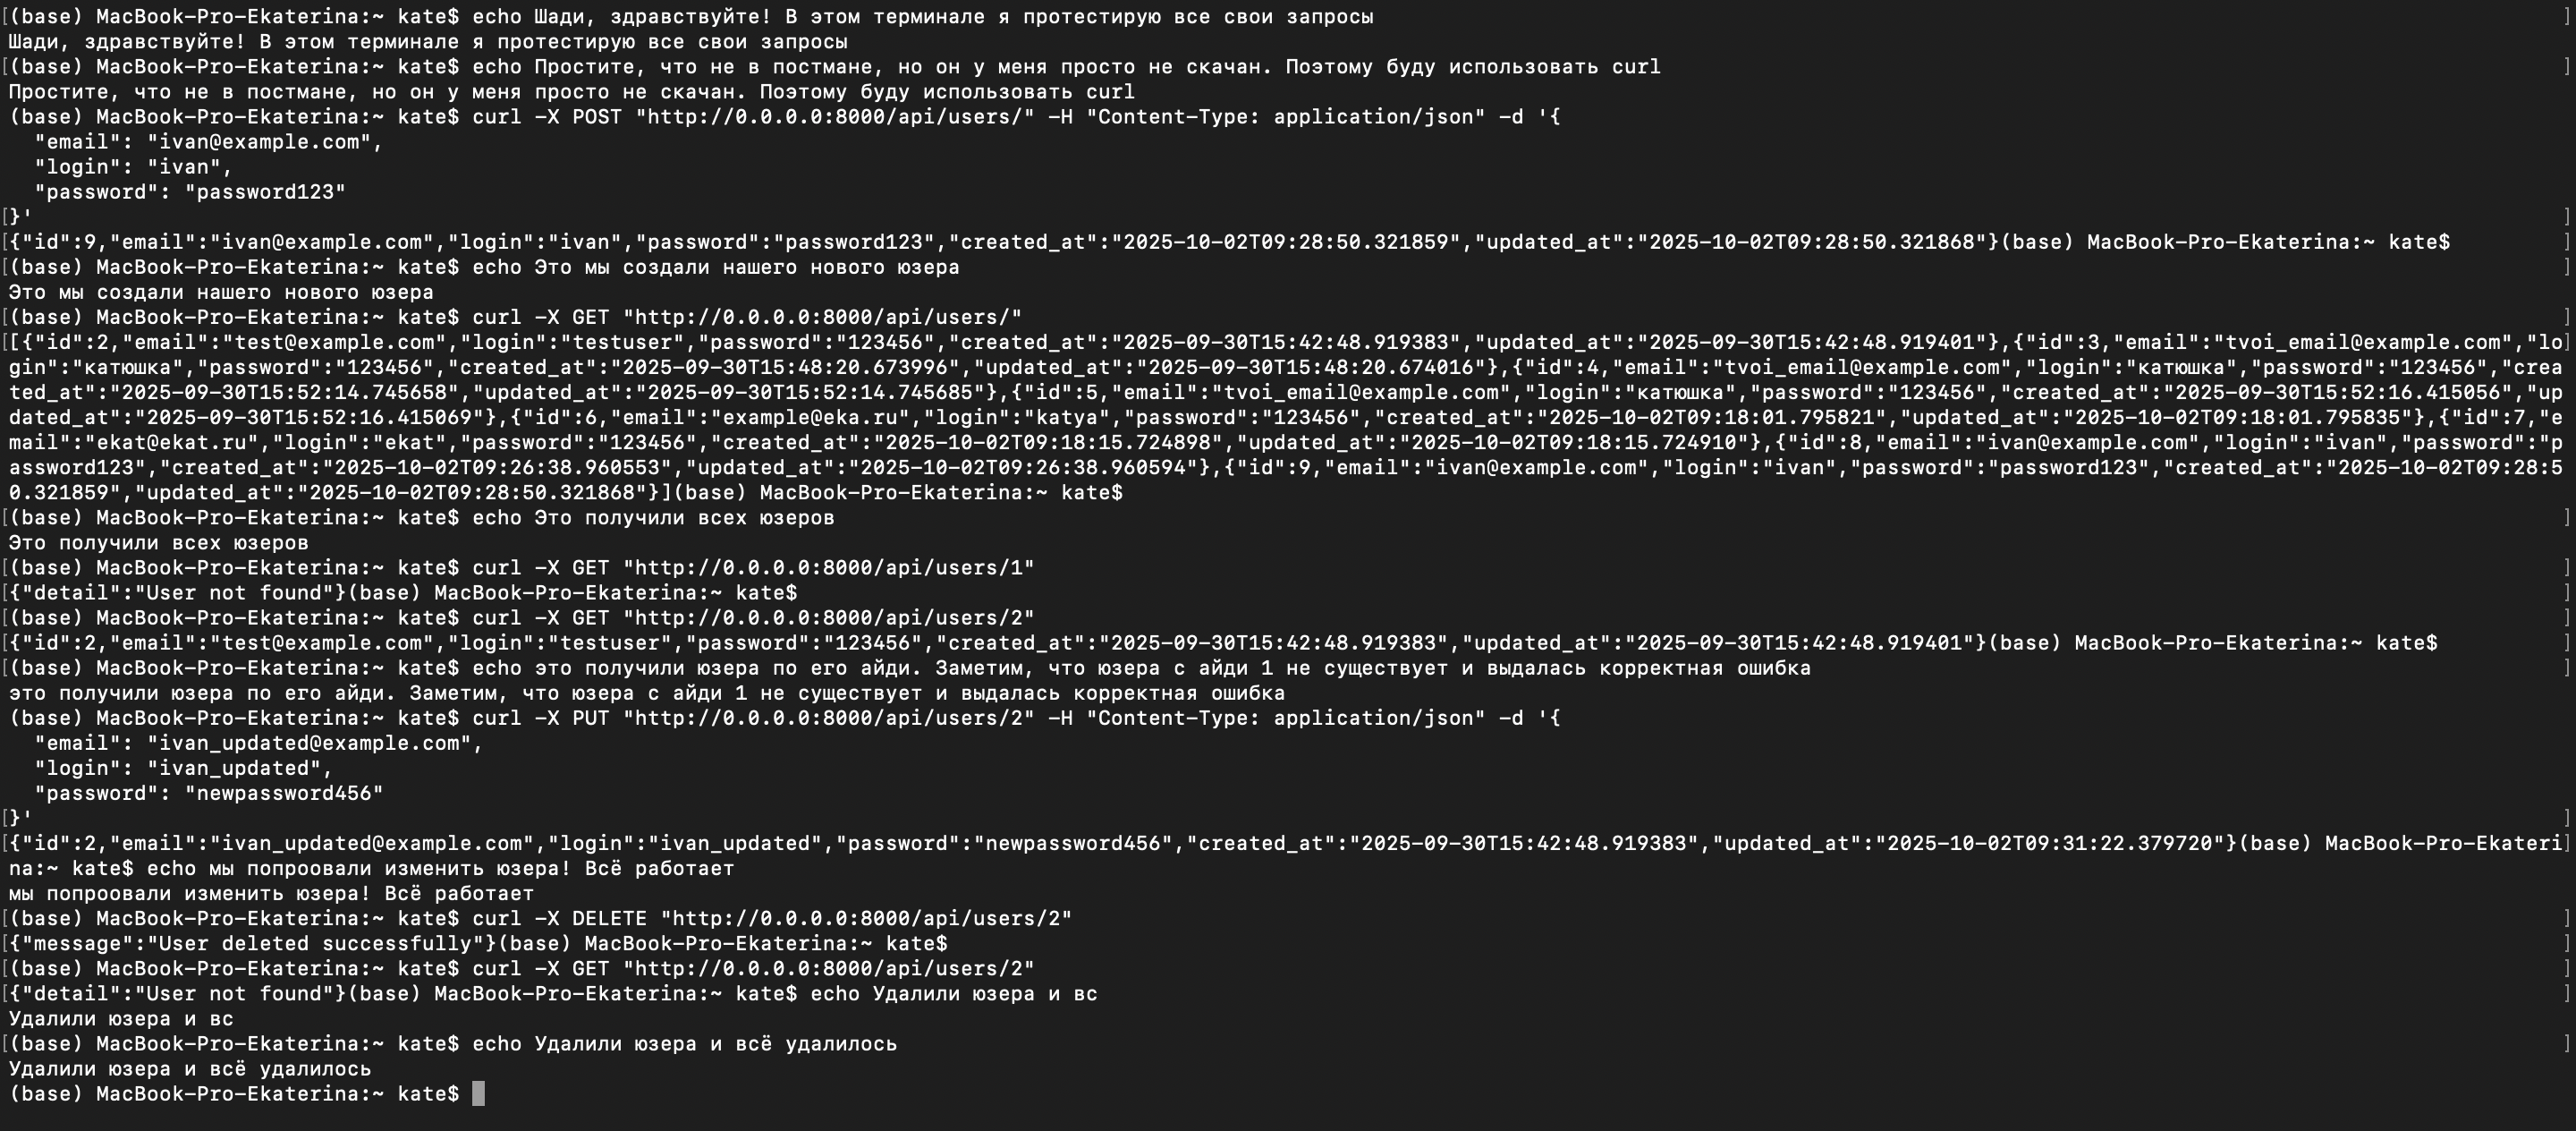 [(base) MacBook-Pro-Ekaterina:~ kate$ echo Шади, здравствуйте! В этом терминале я протестирую все свои запросы ]
Шади, здравствуйте! В этом терминале я протестирую все свои запросы
[(base) MacBook-Pro-Ekaterina:~ kate$ echo Простите, что не в постмане, но он у меня просто не скачан. Поэтому буду использовать curl ]
Простите, что не в постмане, но он у меня просто не скачан. Поэтому буду использовать curl
(base) MacBook-Pro-Ekaterina:~ kate$ curl -X POST "http://0.0.0.0:8000/api/users/" -H "Content-Type: application/json" -d '{
"email": "ivan@example.com",
"login": "ivan",
"password": "password123"
[}' ]
[{"id":9,"email":"ivan@example.com","login":"ivan","password":"password123","created_at":"2025-10-02T09:28:50.321859","updated_at":"2025-10-02T09:28:50.321868"}(base) MacBook-Pro-Ekaterina:~ kate$ ]
[(base) MacBook-Pro-Ekaterina:~ kate$ echo Это мы создали нашего нового юзера ]
Это мы создали нашего нового юзера
[(base) MacBook-Pro-Ekaterina:~ kate$ curl -X GET "http://0.0.0.0:8000/api/users/" ]
[[{"id":2,"email":"test@example.com","login":"testuser","password":"123456","created_at":"2025-09-30T15:42:48.919383","updated_at":"2025-09-30T15:42:48.919401"},{"id":3,"email":"tvoi_email@example.com","lo]
gin":"катюшка","password":"123456","created_at":"2025-09-30T15:48:20.673996","updated_at":"2025-09-30T15:48:20.674016"},{"id":4,"email":"tvoi_email@example.com","login":"катюшка","password":"123456","crea
ted_at":"2025-09-30T15:52:14.745658","updated_at":"2025-09-30T15:52:14.745685"},{"id":5,"email":"tvoi_email@example.com","login":"катюшка","password":"123456","created_at":"2025-09-30T15:52:16.415056","up
dated_at":"2025-09-30T15:52:16.415069"},{"id":6,"email":"example@eka.ru","login":"katya","password":"123456","created_at":"2025-10-02T09:18:01.795821","updated_at":"2025-10-02T09:18:01.795835"},{"id":7,"e
mail":"ekat@ekat.ru","login":"ekat","password":"123456","created_at":"2025-10-02T09:18:15.724898","updated_at":"2025-10-02T09:18:15.724910"},{"id":8,"email":"ivan@example.com","login":"ivan","password":"p
assword123","created_at":"2025-10-02T09:26:38.960553","updated_at":"2025-10-02T09:26:38.960594"},{"id":9,"email":"ivan@example.com","login":"ivan","password":"password123","created_at":"2025-10-02T09:28:5
0.321859","updated_at":"2025-10-02T09:28:50.321868"}](base) MacBook-Pro-Ekaterina:~ kate$
[(base) MacBook-Pro-Ekaterina:~ kate$ echo Это получили всех юзеров ]
Это получили всех юзеров
[(base) MacBook-Pro-Ekaterina:~ kate$ curl -X GET "http://0.0.0.0:8000/api/users/1" ]
[{"detail":"User not found"}(base) MacBook-Pro-Ekaterina:~ kate$ ]
[(base) MacBook-Pro-Ekaterina:~ kate$ curl -X GET "http://0.0.0.0:8000/api/users/2" ]
[{"id":2,"email":"test@example.com","login":"testuser","password":"123456","created_at":"2025-09-30T15:42:48.919383","updated_at":"2025-09-30T15:42:48.919401"}(base) MacBook-Pro-Ekaterina:~ kate$ ]
[(base) MacBook-Pro-Ekaterina:~ kate$ echo это получили юзера по его айди. Заметим, что юзера с айди 1 не существует и выдалась корректная ошибка ]
это получили юзера по его айди. Заметим, что юзера с айди 1 не существует и выдалась корректная ошибка
(base) MacBook-Pro-Ekaterina:~ kate$ curl -X PUT "http://0.0.0.0:8000/api/users/2" -H "Content-Type: application/json" -d '{
"email": "ivan_updated@example.com",
"login": "ivan_updated",
"password": "newpassword456"
[}' ]
[{"id":2,"email":"ivan_updated@example.com","login":"ivan_updated","password":"newpassword456","created_at":"2025-09-30T15:42:48.919383","updated_at":"2025-10-02T09:31:22.379720"}(base) MacBook-Pro-Ekateri]
na:~ kate$ echo мы попроовали изменить юзера! Всё работает
мы попроовали изменить юзера! Всё работает
[(base) MacBook-Pro-Ekaterina:~ kate$ curl -X DELETE "http://0.0.0.0:8000/api/users/2" ]
[{"message":"User deleted successfully"}(base) MacBook-Pro-Ekaterina:~ kate$ ]
[(base) MacBook-Pro-Ekaterina:~ kate$ curl -X GET "http://0.0.0.0:8000/api/users/2" ]
[{"detail":"User not found"}(base) MacBook-Pro-Ekaterina:~ kate$ echo Удалили юзера и вс ]
Удалили юзера и вс
[(base) MacBook-Pro-Ekaterina:~ kate$ echo Удалили юзера и всё удалилось ]
Удалили юзера и всё удалилось
(base) MacBook-Pro-Ekaterina:~ kate$